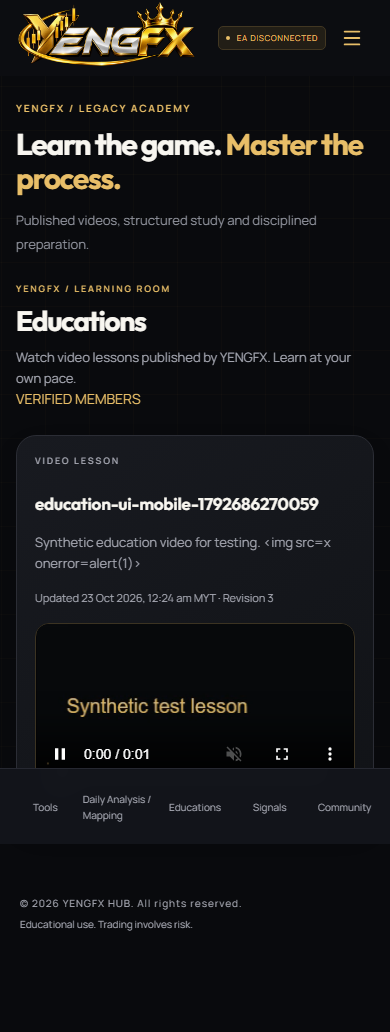 YENGFX
EA DISCONNECTED
YENGFX / LEGACY ACADEMY
Learn the game. Master the
process.
Published videos, structured study and disciplined
preparation.
YENGFX / LEARNING ROOM
Educations
Watch video lessons published by YENGFX. Learn at your
own pace.
VERIFIED MEMBERS
VIDEO LESSON
education-ui-mobile-1792686270059
Synthetic education video for testing. <img src=x
onerror=alert(1)>
Updated 23 Oct 2026, 12:24 am MYT · Revision 3
Synthetic test lesson
0:00 / 0:01
Tools
Daily Analysis /
Mapping
Educations
Signals
Community
© 2026 YENGFX HUB. All rights reserved.
Educational use. Trading involves risk.